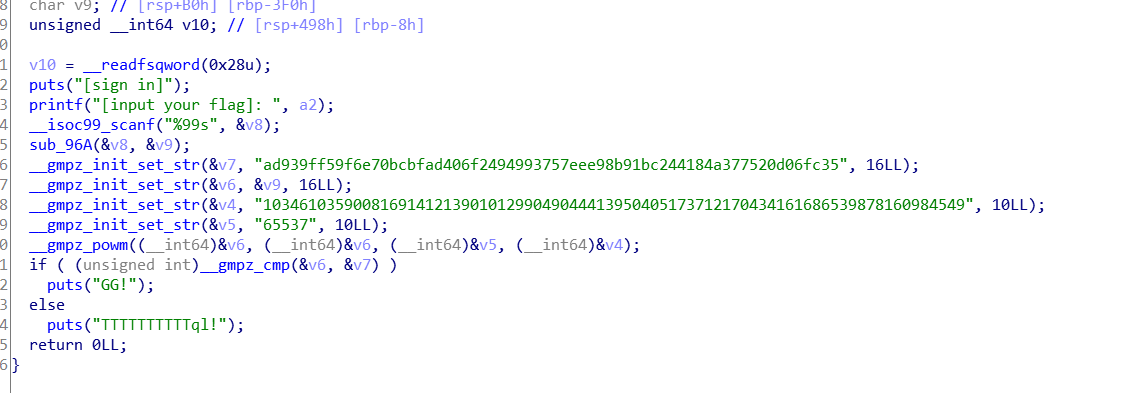 8 char v9; // [rsp+B0h] [rbp-3F0h]
9 unsigned __int64 v10; // [rsp+498h] [rbp-8h]
0
1 v10 = __readfsqword(0x28u);
2 puts("[sign in]");
3 printf("[input your flag]: ", a2);
4 __isoc99_scanf("%99s", &v8);
5 sub_96A(&v8, &v9);
6 __gmpz_init_set_str(&v7, "ad939ff59f6e70bcbfad406f2494993757eee98b91bc244184a377520d06fc35", 16LL);
7 __gmpz_init_set_str(&v6, &v9, 16LL);
8 __gmpz_init_set_str(&v4, "103461035900816914121390101299049044413950405173712170434161686539878160984549", 10LL);
9 __gmpz_init_set_str(&v5, "65537", 10LL);
0 __gmpz_powm((__int64)&v6, (__int64)&v6, (__int64)&v5, (__int64)&v4);
1 if ( (unsigned int)__gmpz_cmp(&v6, &v7) )
2 puts("GG!");
3 else
4 puts("TTTTTTTTTTql!");
5 return 0LL;
6 }